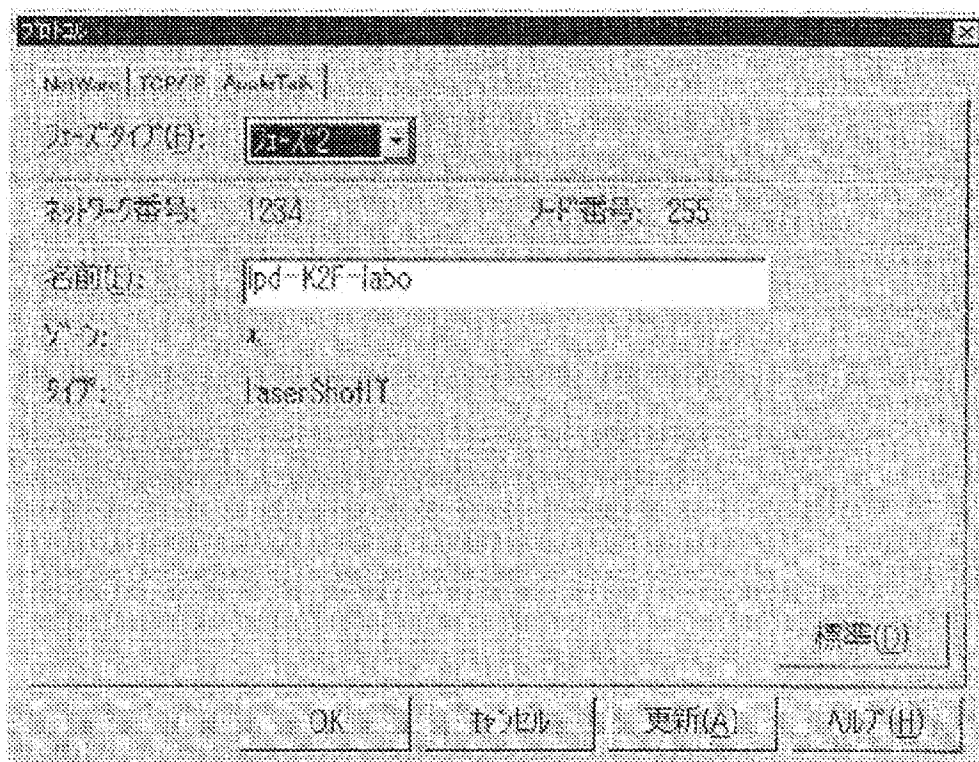 プロトコル
NetWare TCP/IP AppleTalk
フェーズタイプ(F): フェーズ2
ネットワーク番号: 1234 ノード番号: 255
名前(I): lpd-K2F-labo
ゾーン: *
タイプ: LaserShotIT
標準(D)
OK キャンセル 更新(A) ヘルプ(H)